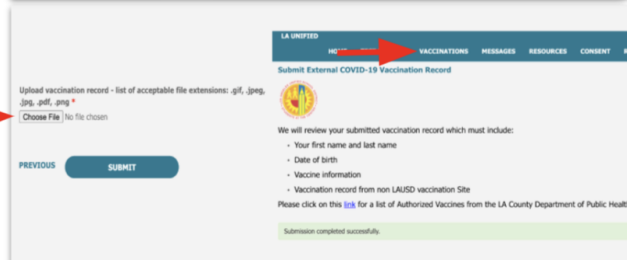 Upload vaccination record - list of acceptable file extensions: .gif, .jpeg,
.jpg, .pdf, .png *
Choose File No file chosen
PREVIOUS
SUBMIT
LA UNIFIED
VACCINATIONS MESSAGES RESOURCES CONSENT
Submit External COVID-19 Vaccination Record
We will review your submitted vaccination record which must include:
• Your first name and last name
• Date of birth
• Vaccine information
• Vaccination record from non LAUSD vaccination Site
Please click on this link for a list of Authorized Vaccines from the LA County Department of Public Healt
Submission completed successfully.